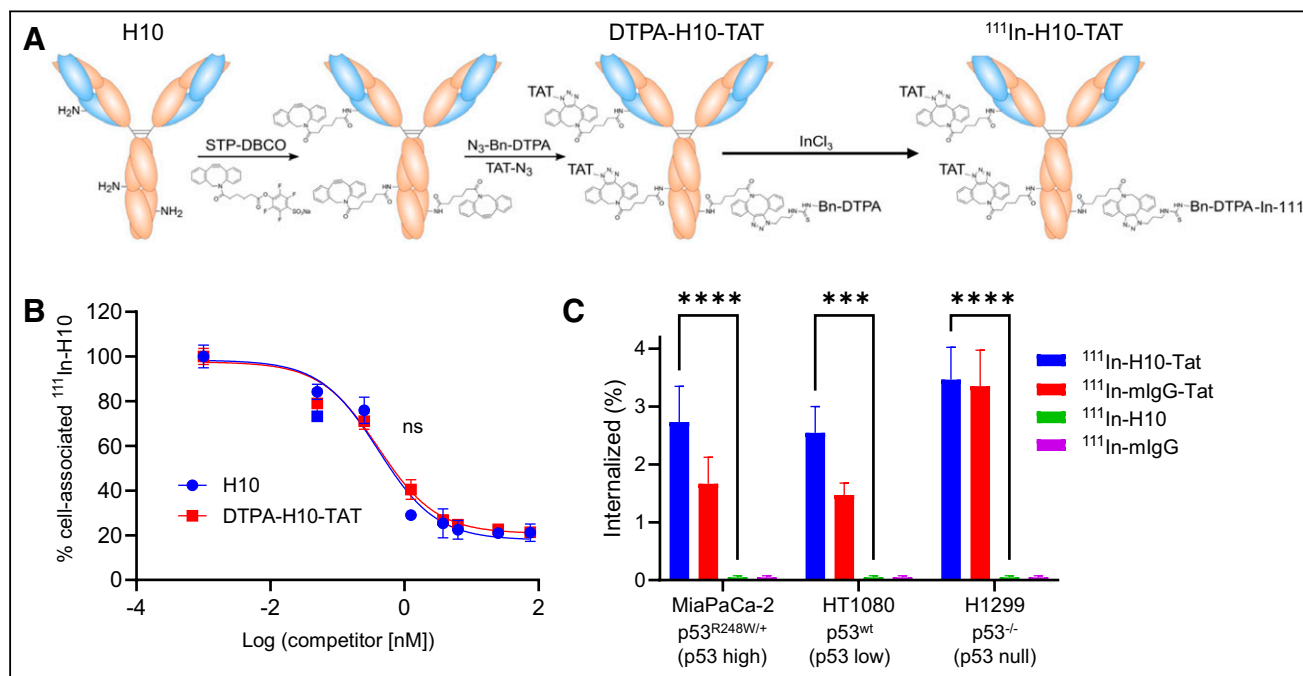 A
H10
DTPA-H10-TAT
¹¹¹In-H10-TAT
H₂N
H₂N
NH₂
STP-DBCO
N₃-Bn-DTPA
TAT-N₃
InCl₃
TAT
TAT
Bn-DTPA
TAT
TAT
Bn-DTPA-In-111
B
% cell-associated ¹¹¹In-H10
120
100
80
60
40
20
0
-4
-2
0
2
Log (competitor [nM])
ns
H10
DTPA-H10-TAT
C
Internalized (%)
4
3
2
1
0
****
***
****
MiaPaCa-2
p53ᴿ²⁴⁸ᵂ/⁺
(p53 high)
HT1080
p53ʷᵗ
(p53 low)
H1299
p53⁻/⁻
(p53 null)
¹¹¹In-H10-Tat
¹¹¹In-mIgG-Tat
¹¹¹In-H10
¹¹¹In-mIgG